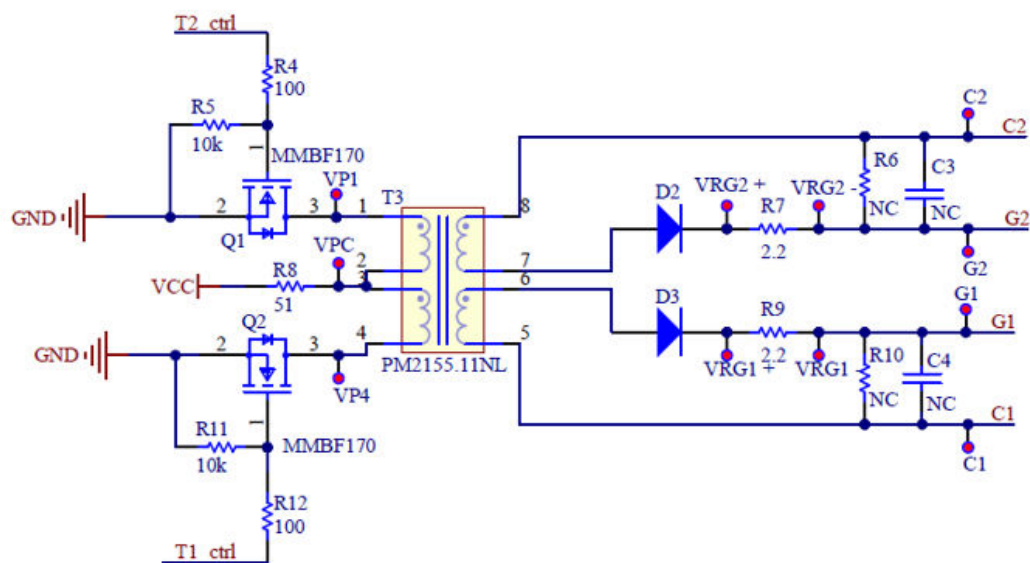 T2_ctrl
R4
100
R5
10k
1
MMBF170
VP1
T3
GND
2
3
1
8
Q1
VPC
2
3
7
6
R8
VCC
51
Q2
GND
2
3
4
5
VP4
PM2155.11NL
1
R11
10k
MMBF170
R12
100
T1_ctrl
C2
C2
R6
C3
D2
VRG2 +
R7
VRG2 -
NC
NC
2.2
G2
G2
G1
D3
R9
G1
2.2
VRG1 +
VRG1 -
R10
C4
NC
NC
C1
C1